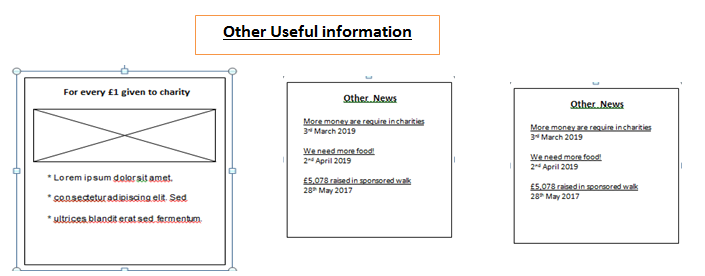 Other Useful information
For every £1 given to charity
* Lorem ipsum dolor sit amet,
* consectetur adipiscing elit. Sed
* ultrices blandit erat sed fermentum.
Other News
More money are require in charities
3rd March 2019
We need more food!
2nd April 2019
£5,078 raised in sponsored walk
28th May 2017
Other News
More money are require in charities
3rd March 2019
We need more food!
2nd April 2019
£5,078 raised in sponsored walk
28th May 2017